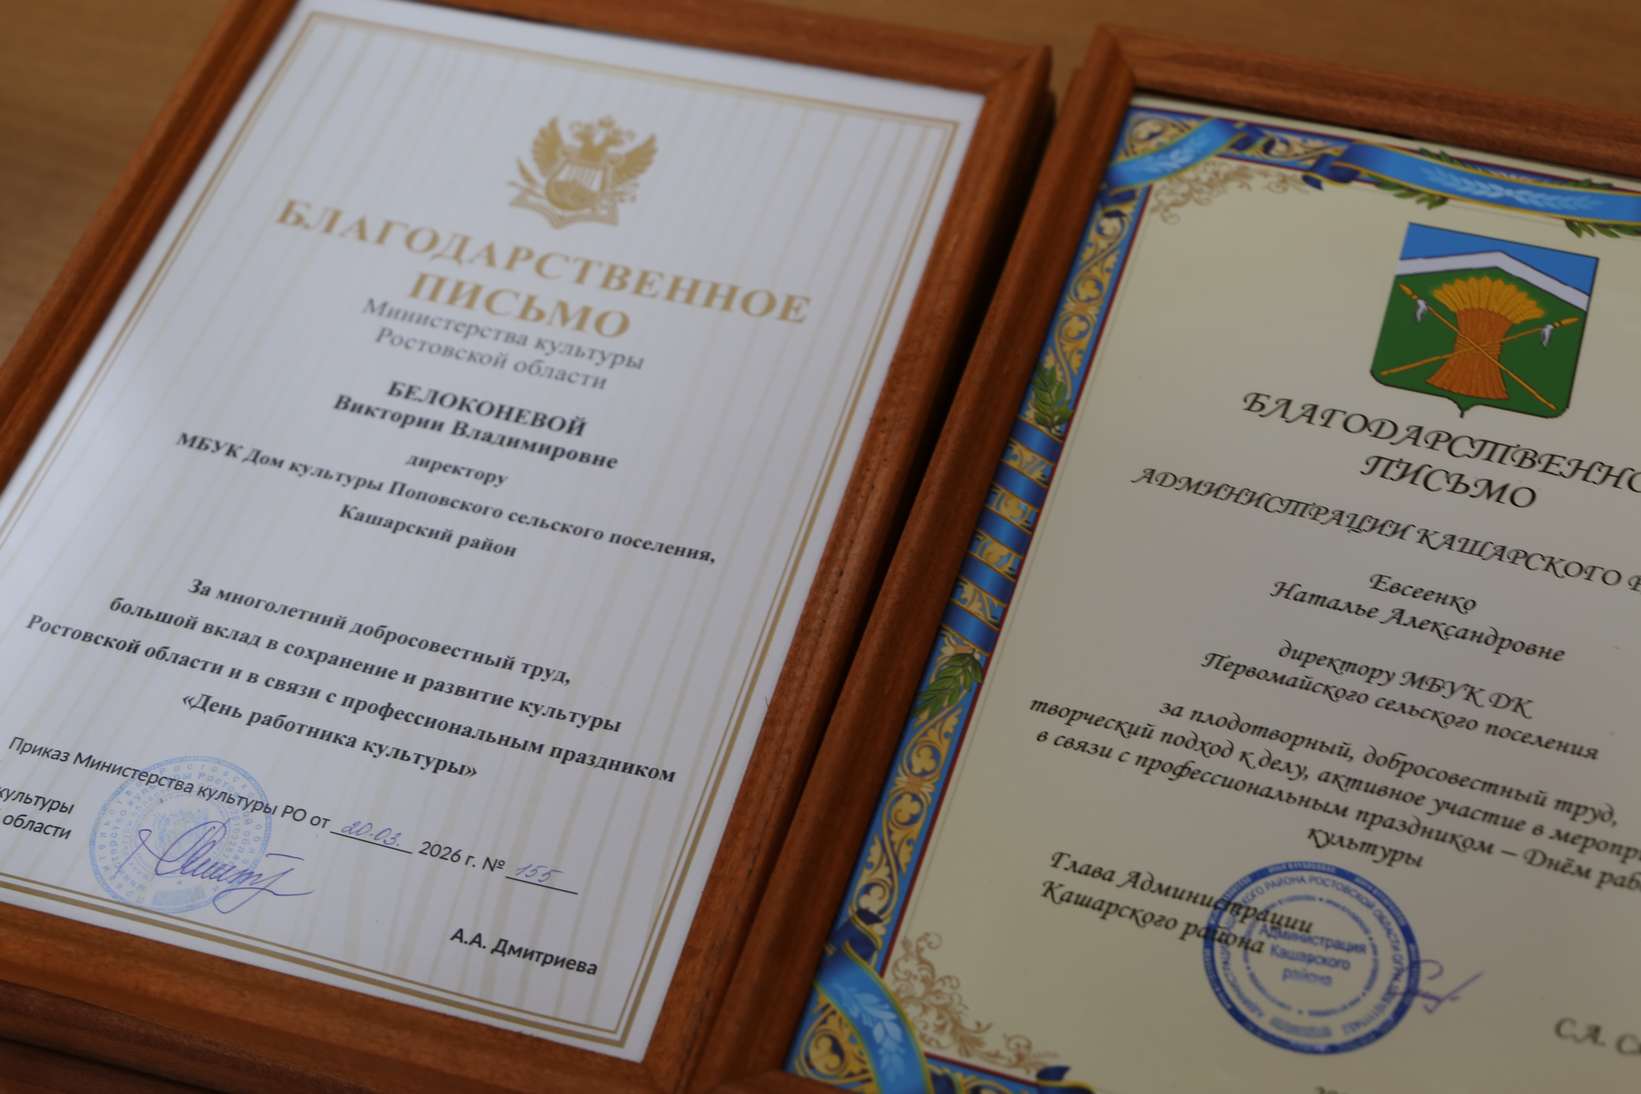 БЛАГОДАРСТВЕННОЕ
ПИСЬМО
Министерства культуры
Ростовской области
БЕЛОКОНЕВОЙ
Виктории Владимировне
директору
МБУК Дом культуры Поповского сельского поселения,
Кашарский район
За многолетний добросовестный труд,
большой вклад в сохранение и развитие культуры
Ростовской области и в связи с профессиональным праздником
«День работника культуры»
Приказ Министерства культуры РО от 20.03. 2026 г. № 155
культуры
области
А.А. Дмитриева
БЛАГОДАРСТВЕННО
ПИСЬМО
АДМИНИСТРАЦИИ КАШАРСКОГО
Евсеенко
Наталье Александровне
директору МБУК ДК
Первомайского сельского поселения
за плодотворный, добросовестный труд,
творческий подход к делу, активное участие в меропр
в связи с профессиональным праздником – Днём раб
культуры
Глава Администрации
Кашарского района
Администрация
Кашарского
района
С.А.